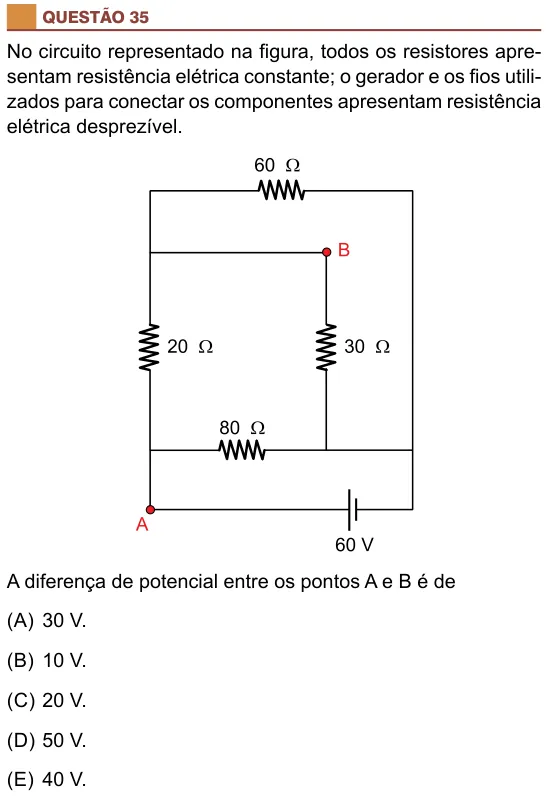 QUESTÃO 35
No circuito representado na figura, todos os resistores apre-
sentam resistência elétrica constante; o gerador e os fios utili-
zados para conectar os componentes apresentam resistência
elétrica desprezível.
60 Ω
B
20 Ω
30 Ω
80 Ω
A
60 V
A diferença de potencial entre os pontos A e B é de
(A) 30 V.
(B) 10 V.
(C) 20 V.
(D) 50 V.
(E) 40 V.